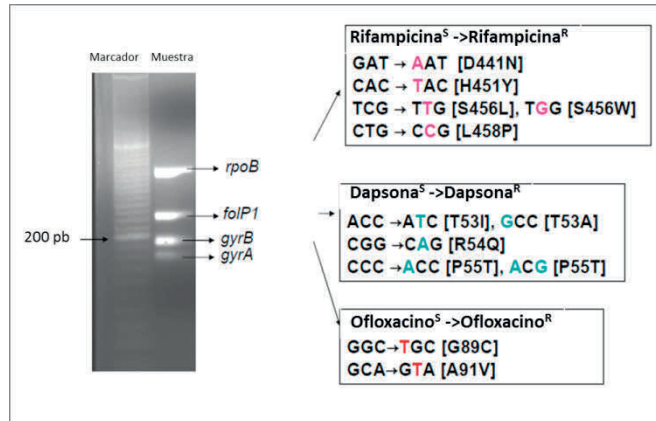 Marcador Muestra
rpoB
folP1
200 pb
gyrB
gyrA
Rifampicinaˢ ->Rifampicinaᴿ
GAT → AAT [D441N]
CAC → TAC [H451Y]
TCG → TTG [S456L], TGG [S456W]
CTG → CCG [L458P]
Dapsonaˢ ->Dapsonaᴿ
ACC →ATC [T53I], GCC [T53A]
CGG →CAG [R54Q]
CCC →ACC [P55T], ACG [P55T]
Ofloxacinoˢ ->Ofloxacinoᴿ
GGC→TGC [G89C]
GCA→GTA [A91V]